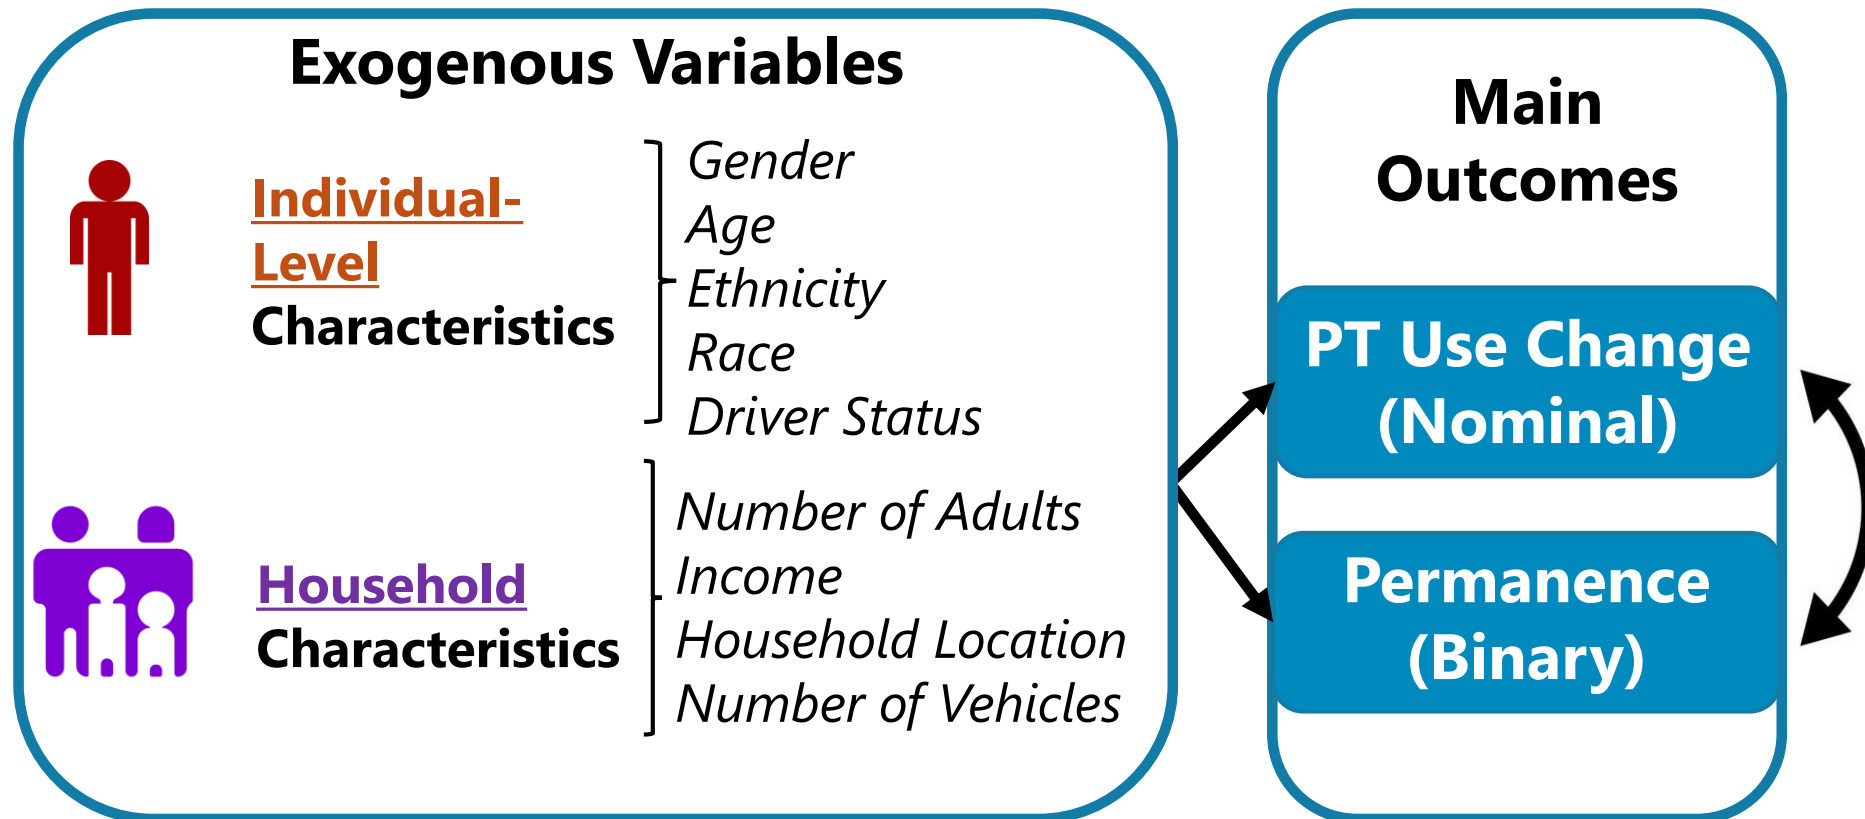 Exogenous Variables
Individual-
Level
Characteristics
Gender
Age
Ethnicity
Race
Driver Status
Household
Characteristics
Number of Adults
Income
Household Location
Number of Vehicles
Main
Outcomes
PT Use Change
(Nominal)
Permanence
(Binary)